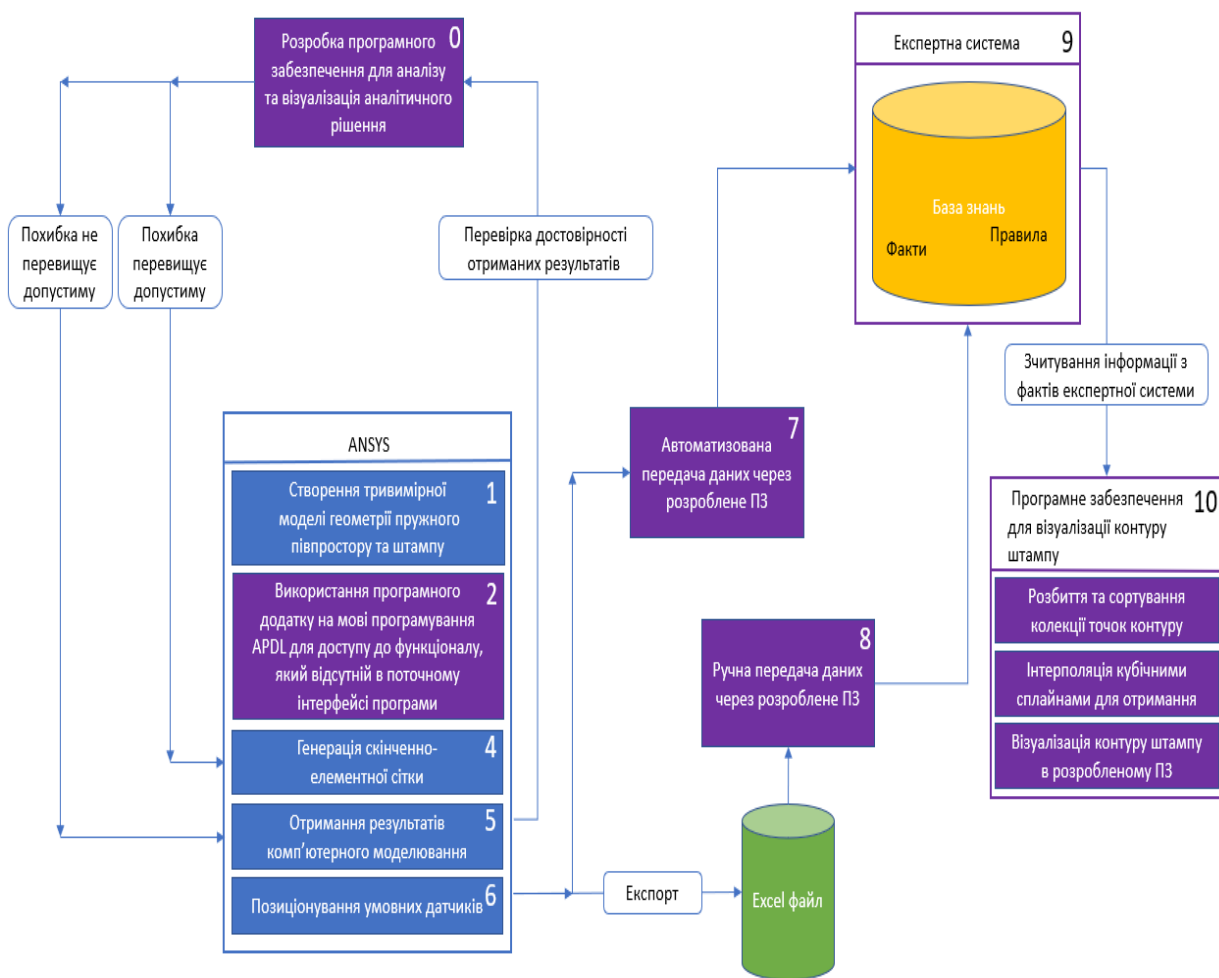 Розробка програмного
забезпечення для аналізу
та візуалізація аналітичного
рішення
0
Похибка не
перевищує
допустиму
Похибка
перевищує
допустиму
Перевірка достовірності
отриманих результатів
Експертна система
9
База знань
Факти
Правила
Зчитування інформації з
фактів експертної системи
ANSYS
Створення тривимірної
моделі геометрії пружного
півпростору та штампу
1
Використання програмного
додатку на мові програмування
APDL для доступу до функціоналу,
який відсутній в поточному
інтерфейсі програми
2
Генерація скінченно-
елементної сітки
4
Отримання результатів
комп’ютерного моделювання
5
Позиціонування умовних датчиків
6
Автоматизована
передача даних через
розроблене ПЗ
7
Ручна передача даних
через розроблене ПЗ
8
Експорт
Excel файл
Програмне забезпечення
для візуалізації контуру
штампу
10
Розбиття та сортування
колекції точок контуру
Інтерполяція кубічними
сплайнами для отримання
Візуалізація контуру штампу
в розробленому ПЗ